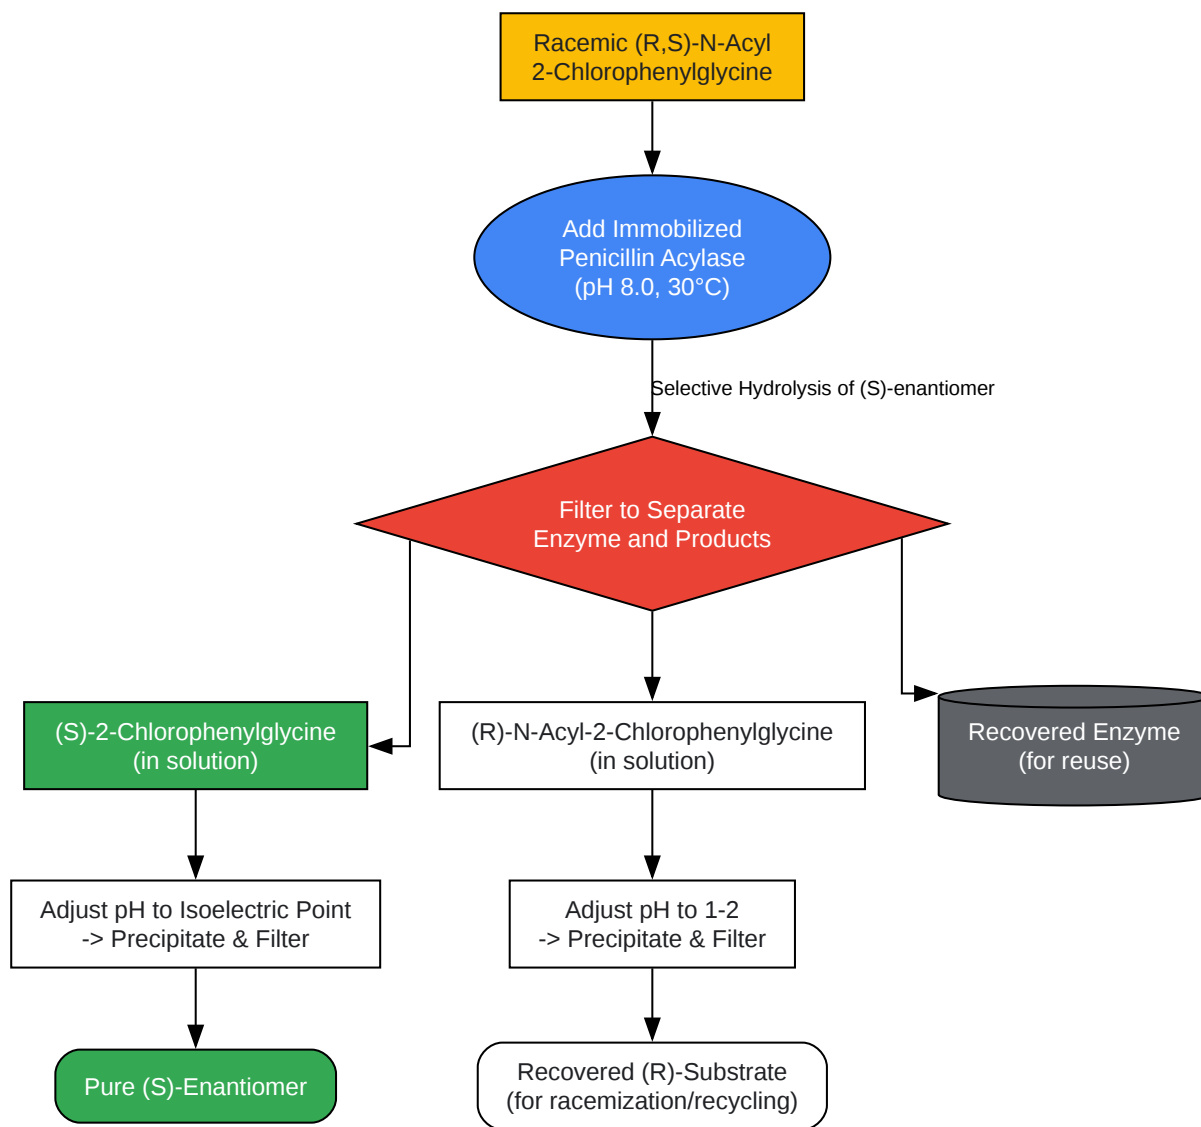 Racemic (R,S)-N-Acyl
2-Chlorophenylglycine
Add Immobilized
Penicillin Acylase
(pH 8.0, 30°C)
Selective Hydrolysis of (S)-enantiomer
Filter to Separate
Enzyme and Products
(S)-2-Chlorophenylglycine
(in solution)
(R)-N-Acyl-2-Chlorophenylglycine
(in solution)
Recovered Enzyme
(for reuse)
Adjust pH to Isoelectric Point
-> Precipitate & Filter
Adjust pH to 1-2
-> Precipitate & Filter
Pure (S)-Enantiomer
Recovered (R)-Substrate
(for racemization/recycling)